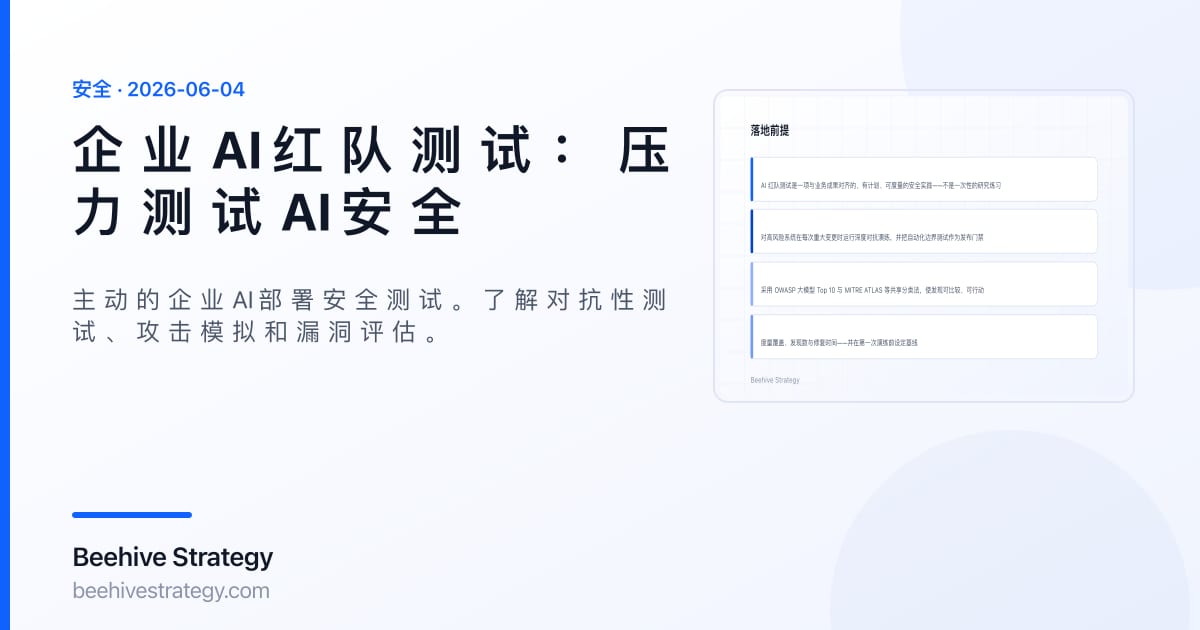 安全 · 2026-06-04
企业AI红队测试：压
力测试AI安全
主动的企业AI部署安全测试。了解对抗性测
试、攻击模拟和漏洞评估。
Beehive Strategy
beehivestrategy.com
落地前提
AI 红队测试是一项与业务成果对齐的、有计划、可度量的安全实践——不是一次性的研究练习
对高风险系统在每次重大变更时运行深度对抗演练，并把自动化边界测试作为发布门禁
采用 OWASP 大模型 Top 10 与 MITRE ATLAS 等共享分类法，使发现可比较、可行动
度量覆盖、发现数与修复时间——并在第一次演练前设定基线
Beehive Strategy